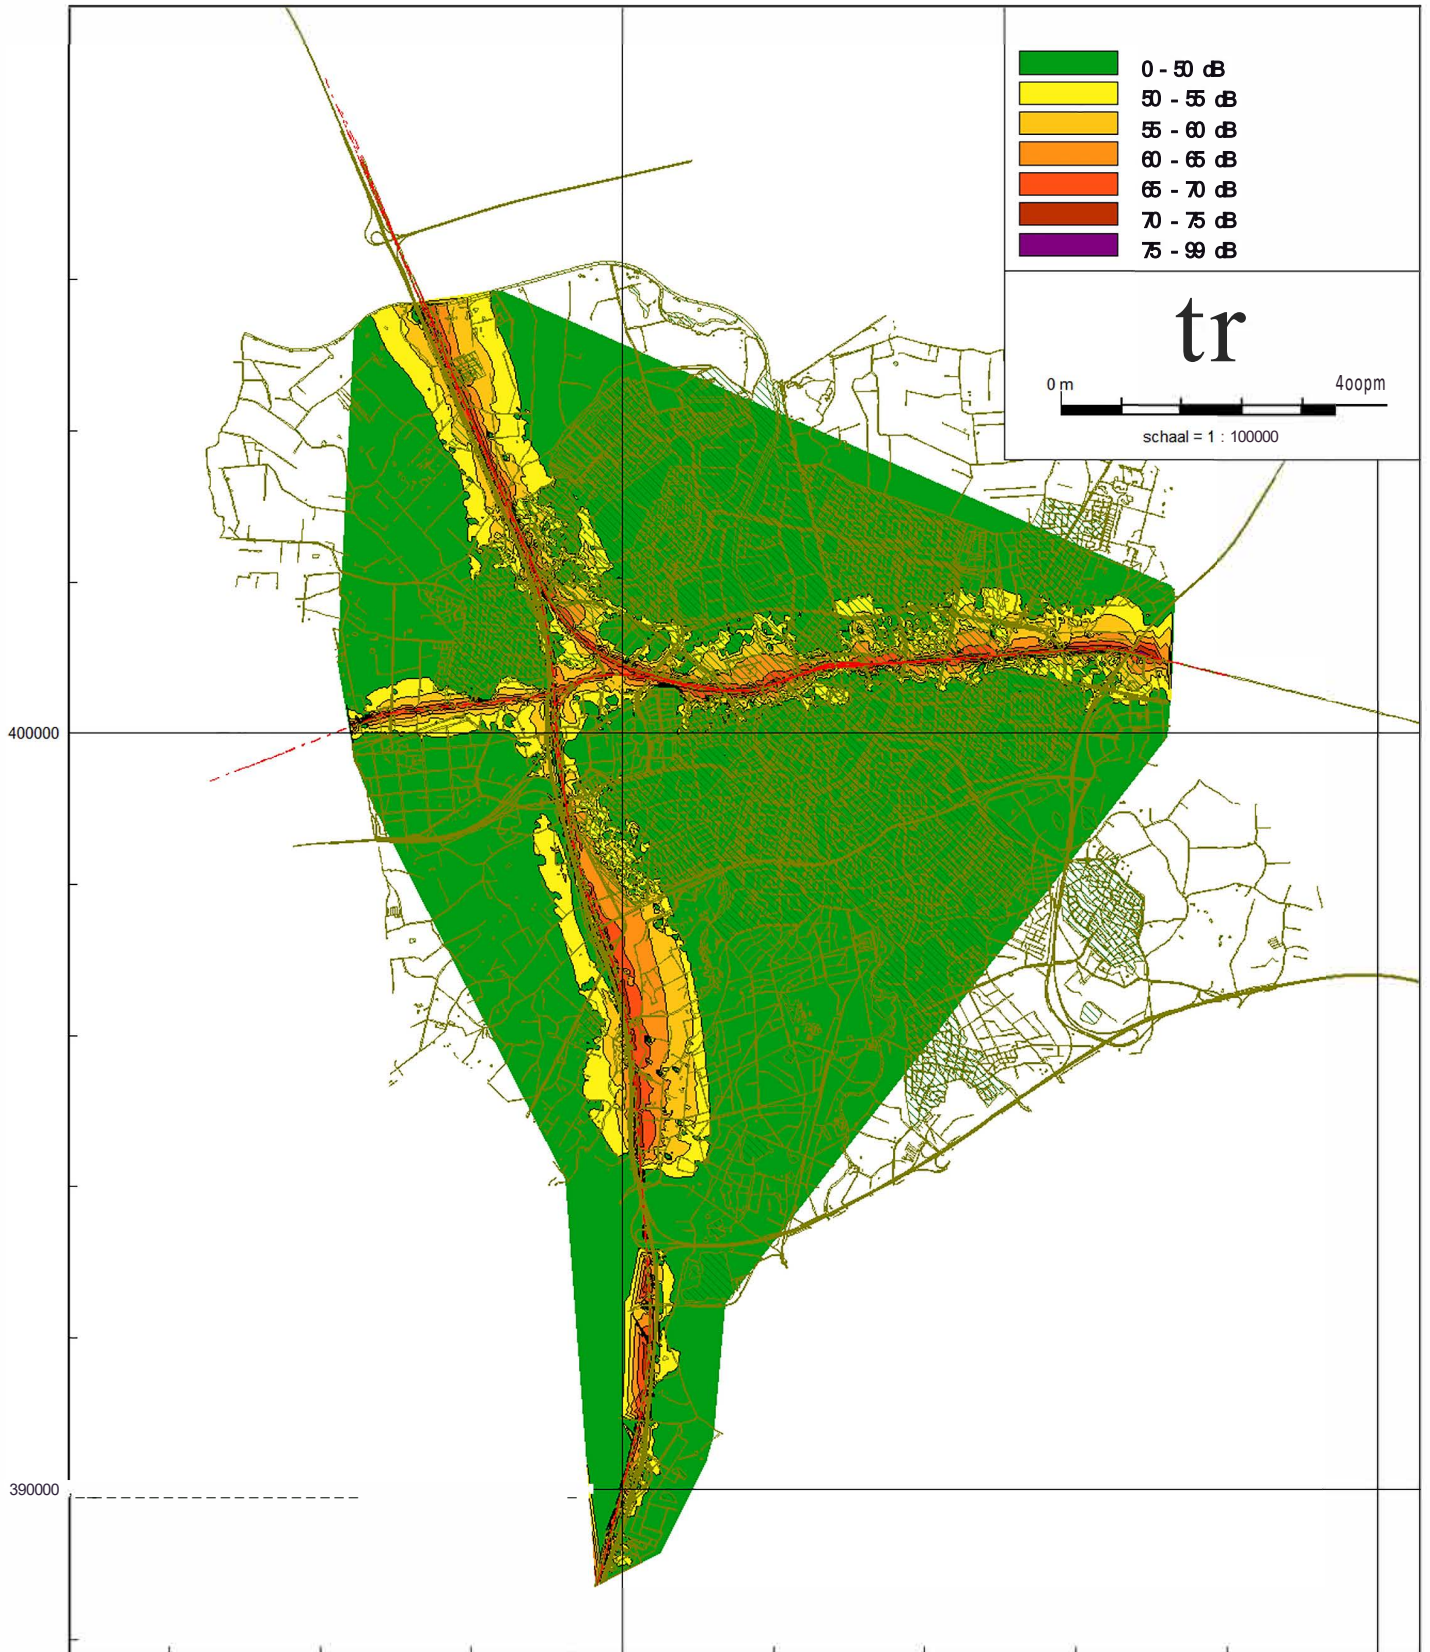 0 - 50 dB
50 - 55 dB
55 - 60 dB
60 - 65 dB
65 - 70 dB
70 - 75 dB
75 - 99 dB
tr
0 m 4oopm
schaal = 1 : 100000
400000
390000